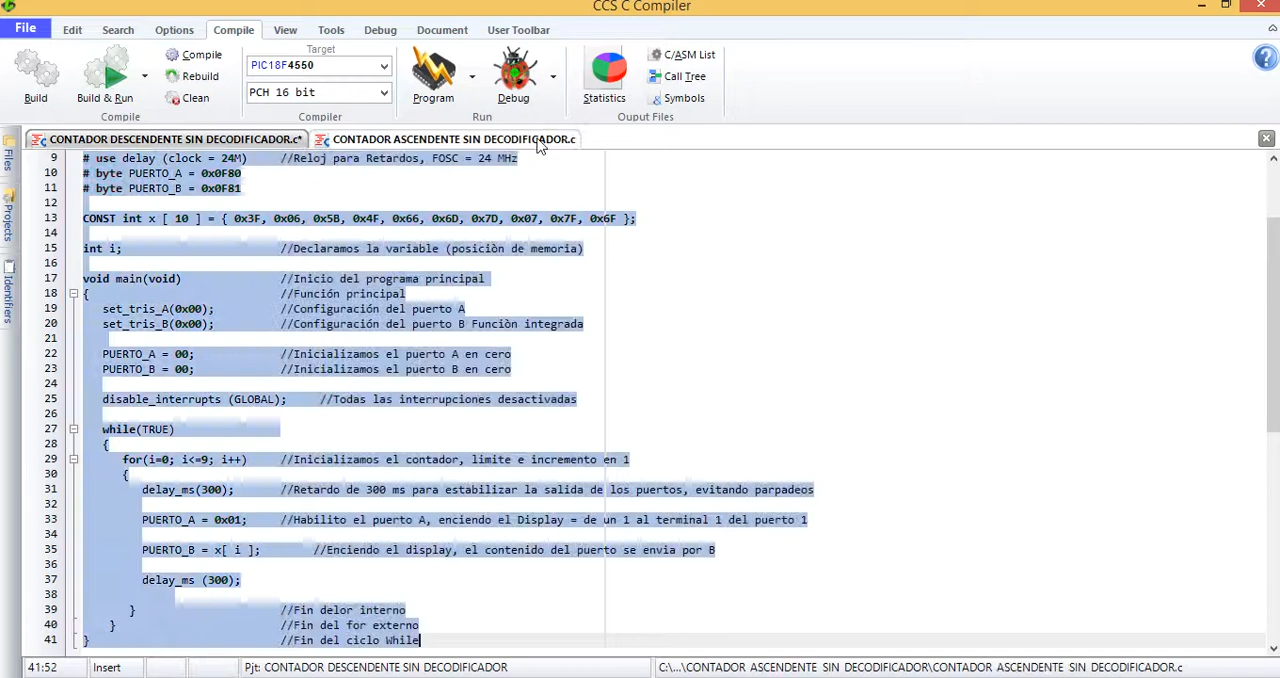 CCS C Compiler
File Edit Search Options Compile View Tools Debug Document User Toolbar
Build
Build & Run
Compile
Rebuild
Clean
Compile
Target
PIC18F4550
PCH 16 bit
Compiler
Program
Debug
Run
Statistics
C/ASM List
Call Tree
Symbols
Ouput Files
CONTADOR DESCENDENTE SIN DECODIFICADOR.c*
CONTADOR ASCENDENTE SIN DECODIFICADOR.c
Files
Projects
Identifiers
9 # use delay (clock = 24M) //Reloj para Retardos, FOSC = 24 MHz
10 # byte PUERTO_A = 0x0F80
11 # byte PUERTO_B = 0x0F81
12
13 CONST int x [ 10 ] = { 0x3F, 0x06, 0x5B, 0x4F, 0x66, 0x6D, 0x7D, 0x07, 0x7F, 0x6F };
14
15 int i; //Declaramos la variable (posiciòn de memoria)
16
17 void main(void) //Inicio del programa principal
18 { //Función principal
19 set_tris_A(0x00); //Configuración del puerto A
20 set_tris_B(0x00); //Configuración del puerto B Funciòn integrada
21
22 PUERTO_A = 00; //Inicializamos el puerto A en cero
23 PUERTO_B = 00; //Inicializamos el puerto B en cero
24
25 disable_interrupts (GLOBAL); //Todas las interrupciones desactivadas
26
27 while(TRUE)
28 {
29 for(i=0; i<=9; i++) //Inicializamos el contador, limite e incremento en 1
30 {
31 delay_ms(300); //Retardo de 300 ms para estabilizar la salida de los puertos, evitando parpadeos
32
33 PUERTO_A = 0x01; //Habilito el puerto A, enciendo el Display = de un 1 al terminal 1 del puerto 1
34
35 PUERTO_B = x[ i ]; //Enciendo el display, el contenido del puerto se envia por B
36
37 delay_ms (300);
38
39 } //Fin delor interno
40 } //Fin del for externo
41 } //Fin del ciclo While
41:52 Insert Pjt: CONTADOR DESCENDENTE SIN DECODIFICADOR C:\...\CONTADOR ASCENDENTE SIN DECODIFICADOR\CONTADOR ASCENDENTE SIN DECODIFICADOR.c